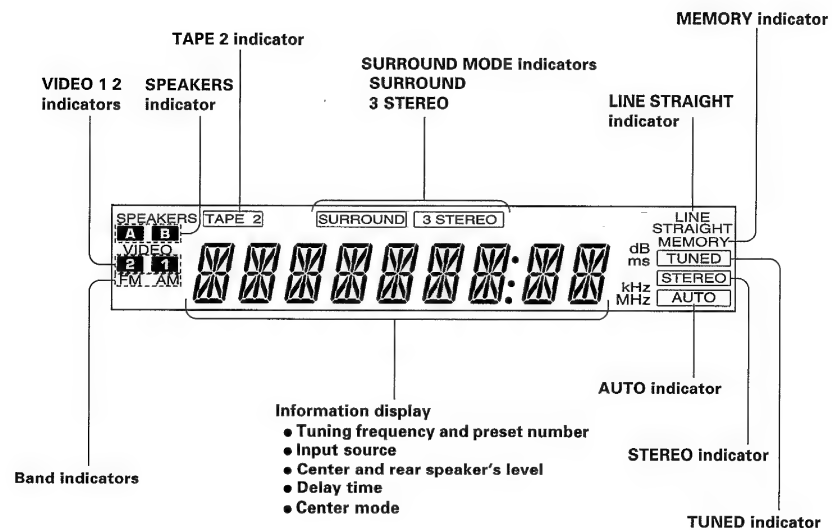 MEMORY indicator
TAPE 2 indicator
SURROUND MODE indicators
SURROUND
3 STEREO
VIDEO 1 2
indicators
SPEAKERS
indicator
LINE STRAIGHT
indicator
SPEAKERS TAPE 2 SURROUND 3 STEREO LINE
STRAIGHT
A B MEMORY
VIDEO dB TUNED
2 1 ms STEREO
FM AM kHz
MHz AUTO
AUTO indicator
Information display
• Tuning frequency and preset number
• Input source
• Center and rear speaker's level
• Delay time
• Center mode
STEREO indicator
Band indicators
TUNED indicator